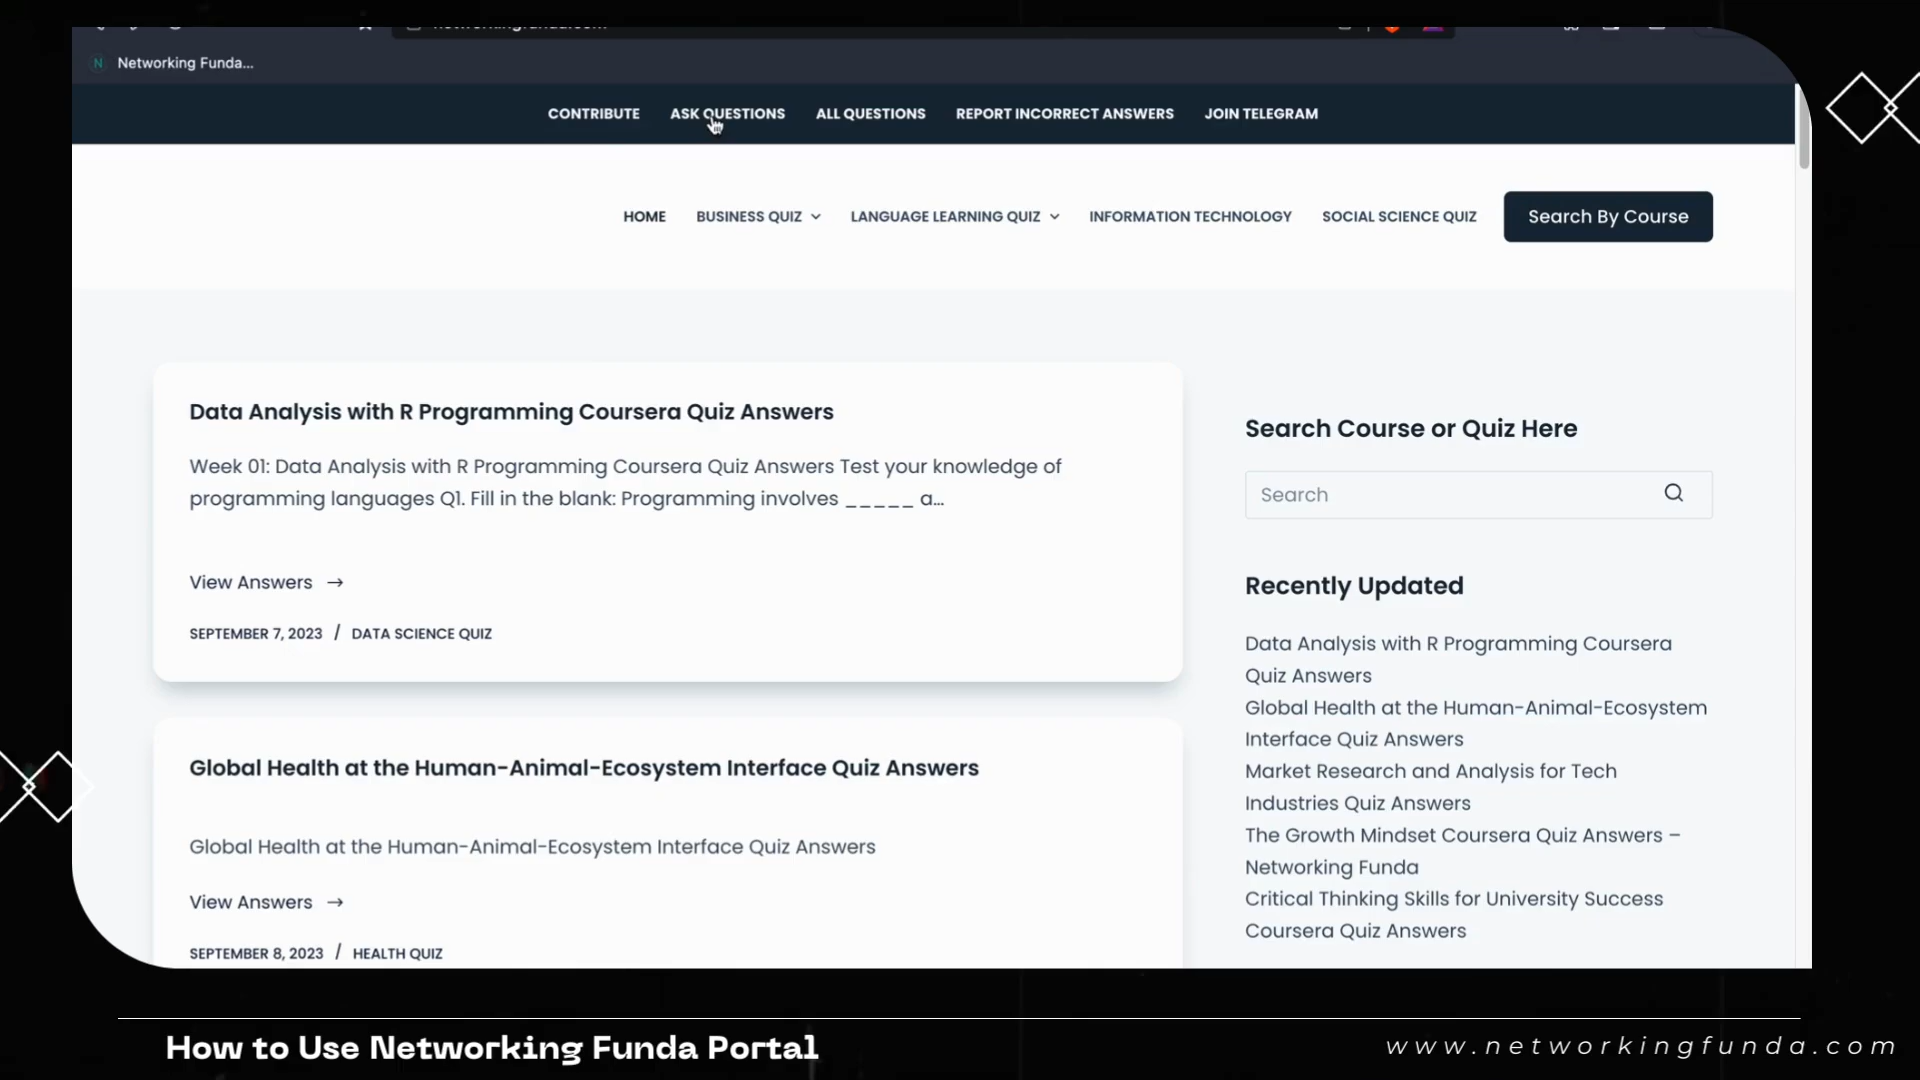 Networking Funda...
CONTRIBUTE ASK QUESTIONS ALL QUESTIONS REPORT INCORRECT ANSWERS JOIN TELEGRAM
HOME BUSINESS QUIZ LANGUAGE LEARNING QUIZ INFORMATION TECHNOLOGY SOCIAL SCIENCE QUIZ Search By Course
Data Analysis with R Programming Coursera Quiz Answers
Week 01: Data Analysis with R Programming Coursera Quiz Answers Test your knowledge of
programming languages Q1. Fill in the blank: Programming involves _____ a...
View Answers →
SEPTEMBER 7, 2023 / DATA SCIENCE QUIZ
Global Health at the Human-Animal-Ecosystem Interface Quiz Answers
Global Health at the Human-Animal-Ecosystem Interface Quiz Answers
View Answers →
SEPTEMBER 8, 2023 / HEALTH QUIZ
Search Course or Quiz Here
Search
Recently Updated
Data Analysis with R Programming Coursera
Quiz Answers
Global Health at the Human-Animal-Ecosystem
Interface Quiz Answers
Market Research and Analysis for Tech
Industries Quiz Answers
The Growth Mindset Coursera Quiz Answers –
Networking Funda
Critical Thinking Skills for University Success
Coursera Quiz Answers
How to Use Networking Funda Portal
www.networkingfunda.com